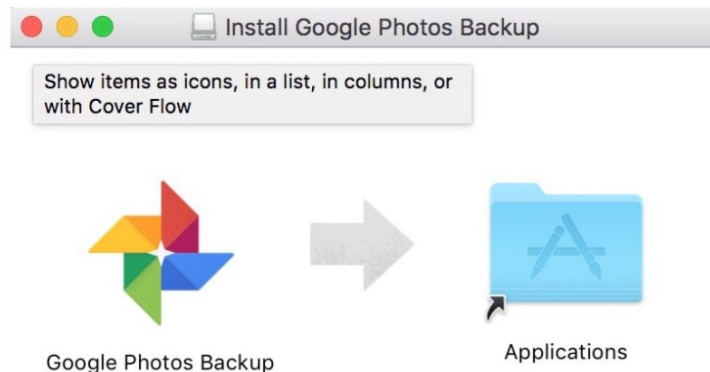 Install Google Photos Backup
Show items as icons, in a list, in columns, or
with Cover Flow
Google Photos Backup
Applications